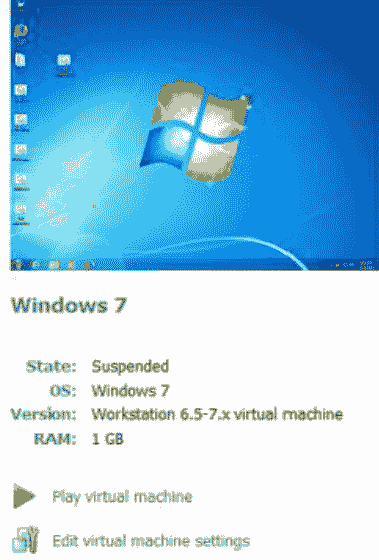 Windows 7
State: Suspended
OS: Windows 7
Version: Workstation 6.5-7.x virtual machine
RAM: 1 GB
Play virtual machine
Edit virtual machine settings